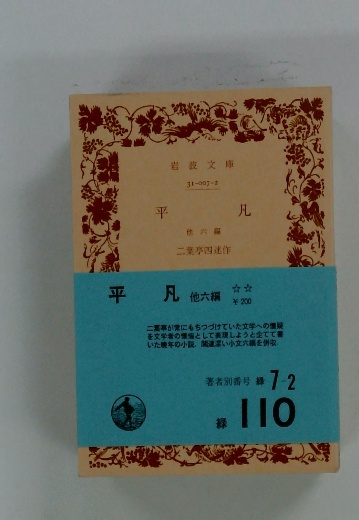 岩波文庫
31-007-2
平凡
他六編
二葉亭四迷作
平凡 他六編 ☆☆
￥200
二葉亭が常にもちつづけていた文学への懐疑
を文学者の懺悔として表現しようと企てて書
いた晩年の小説．関連深い小文六編を併収．
著者別番号 緑 7-2
緑 110